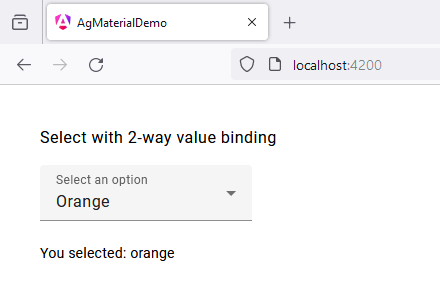 AgMaterialDemo
localhost:4200
Select with 2-way value binding
Select an option
Orange
You selected: orange